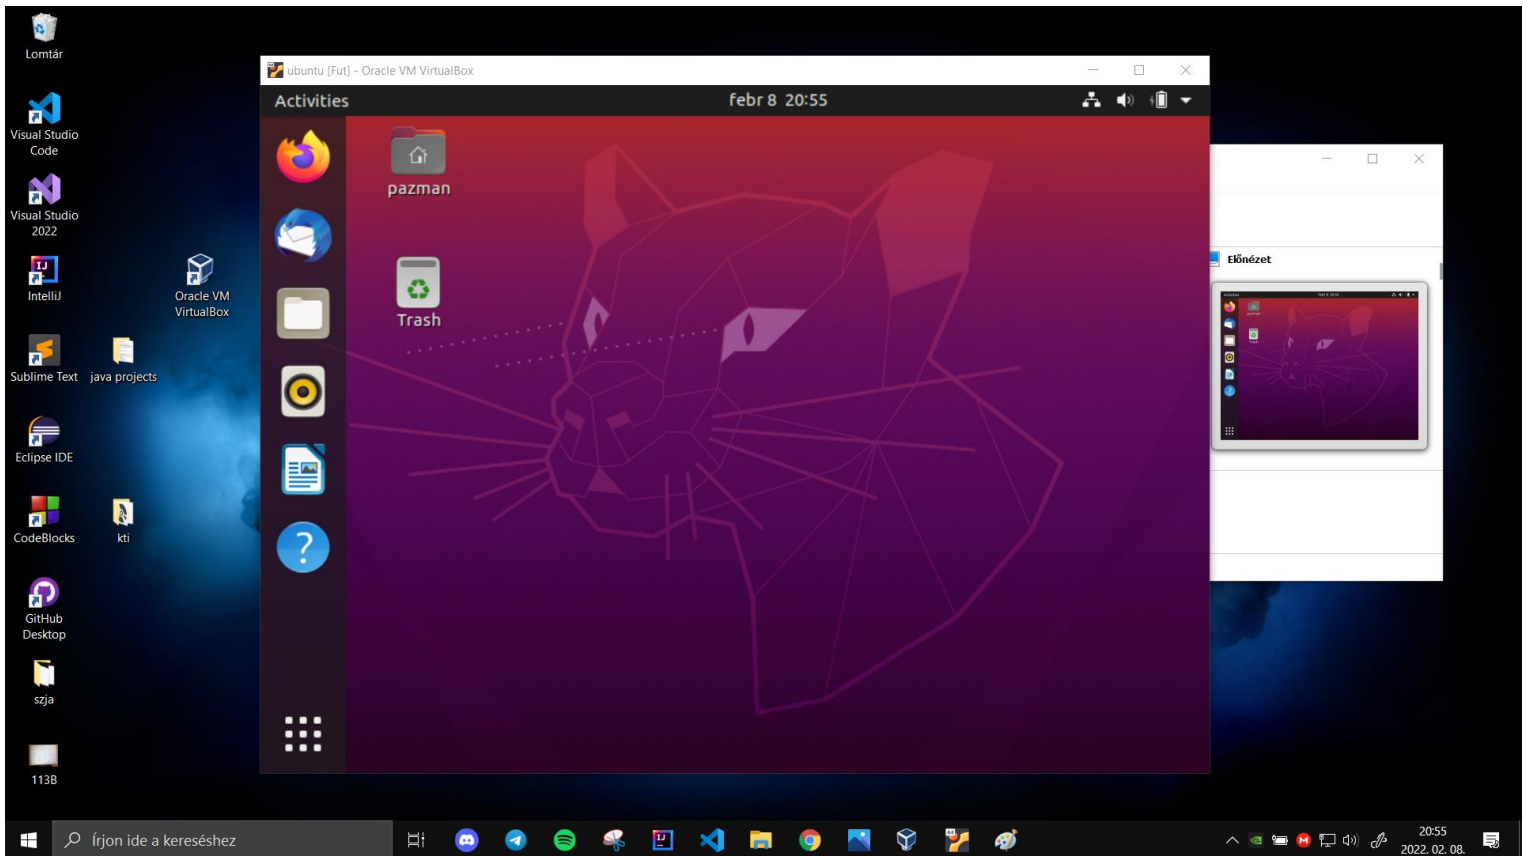 Lomtár
Visual Studio
Code
Visual Studio
2022
IntelliJ
Oracle VM
VirtualBox
Sublime Text
java projects
Eclipse IDE
CodeBlocks
kti
GitHub
Desktop
szja
113B
ubuntu [Fut] - Oracle VM VirtualBox
Activities
febr 8 20:55
pazman
Trash
Előnézet
Írjon ide a kereséshez
20:55
2022. 02. 08.